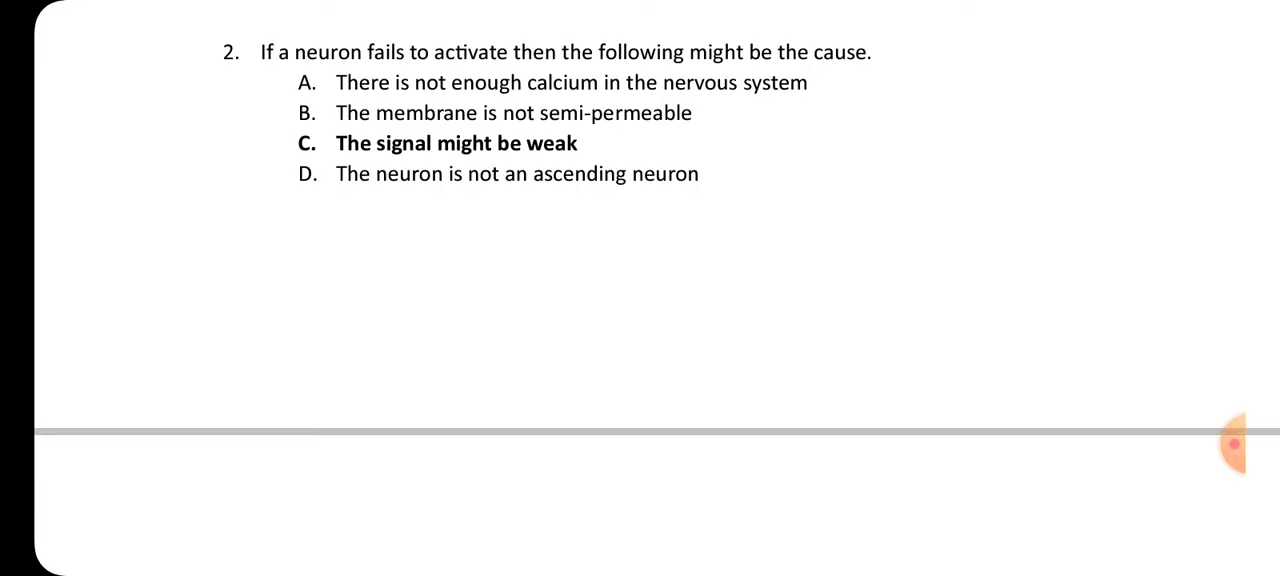 2. If a neuron fails to activate then the following might be the cause.
A. There is not enough calcium in the nervous system
B. The membrane is not semi-permeable
C. The signal might be weak
D. The neuron is not an ascending neuron